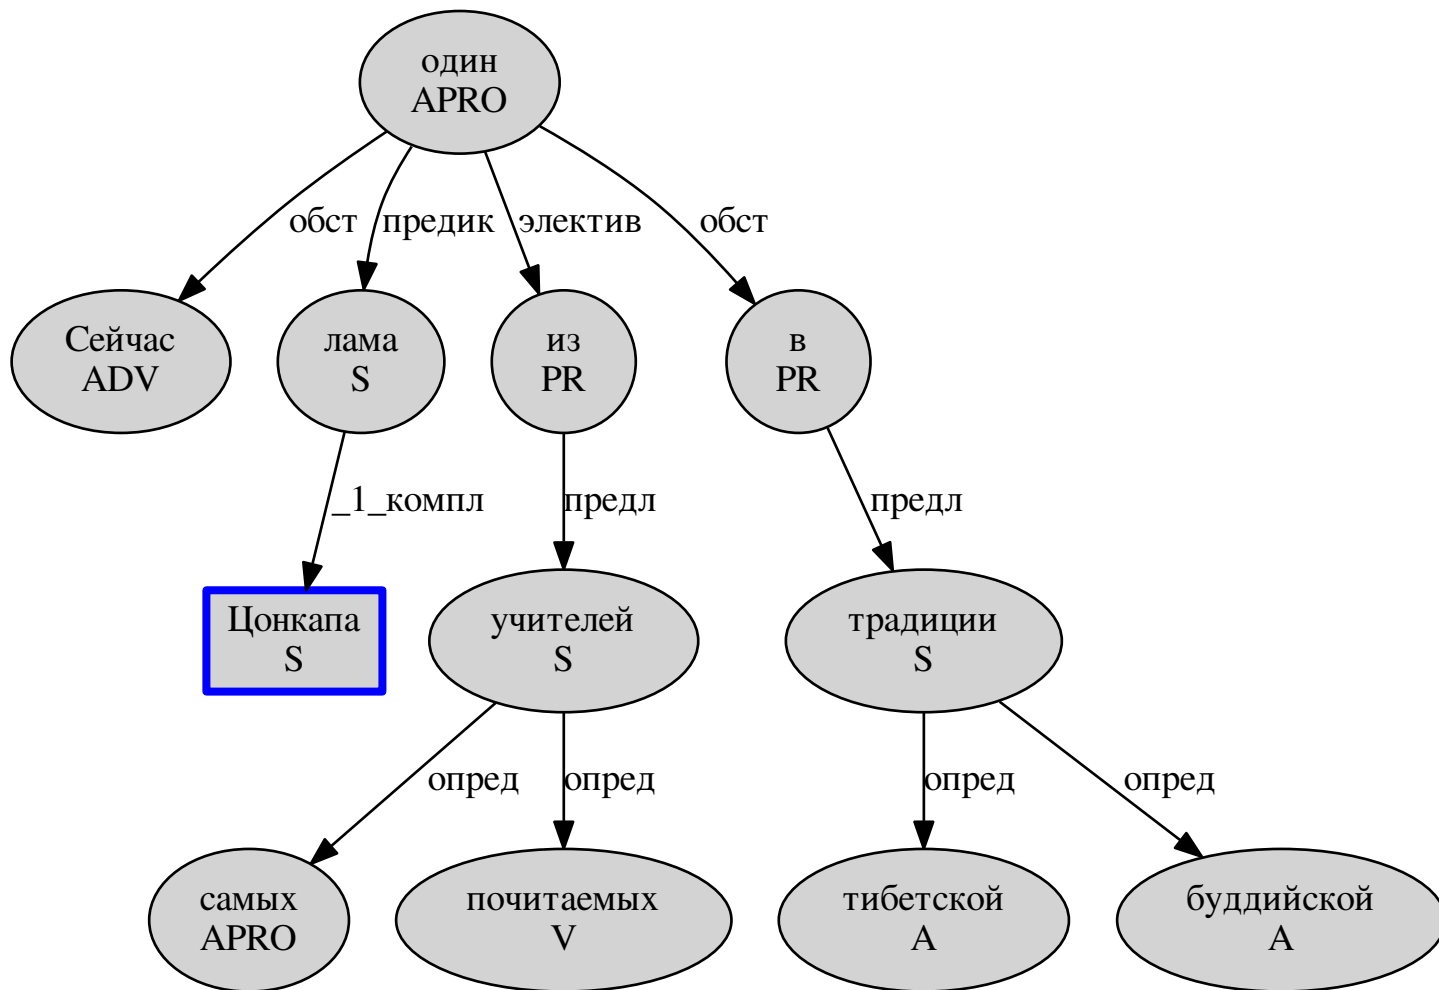 один
APRO
обст
предик
электив
обст
Сейчас
ADV
лама
S
из
PR
в
PR
_1_компл
предл
предл
Цонкапа
S
учителей
S
традиции
S
опред
опред
опред
опред
самых
APRO
почитаемых
V
тибетской
A
буддийской
A